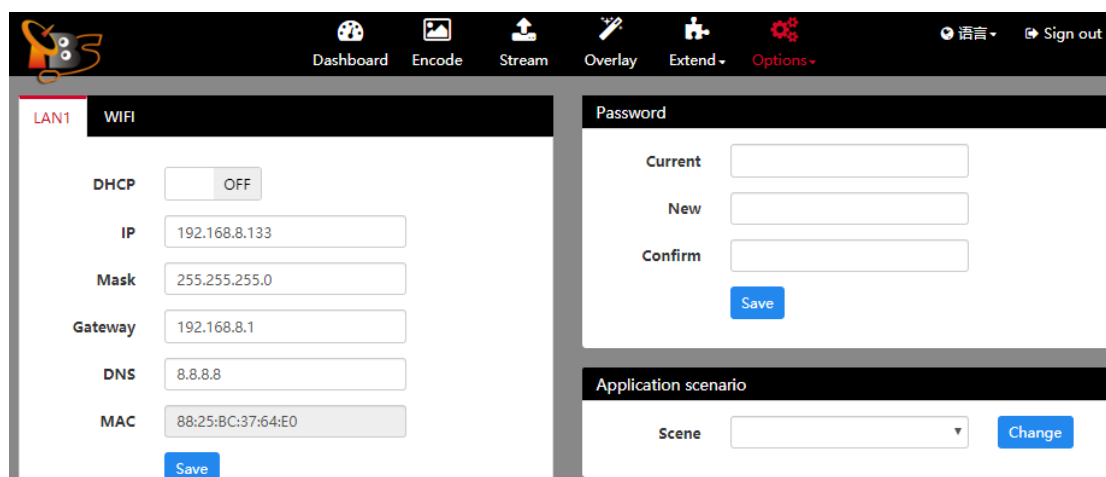 TBS
Dashboard Encode Stream Overlay Extend Options 语言 Sign out
LAN1 WIFI
DHCP OFF
IP 192.168.8.133
Mask 255.255.255.0
Gateway 192.168.8.1
DNS 8.8.8.8
MAC 88:25:BC:37:64:E0
Save
Password
Current
New
Confirm
Save
Application scenario
Scene Change